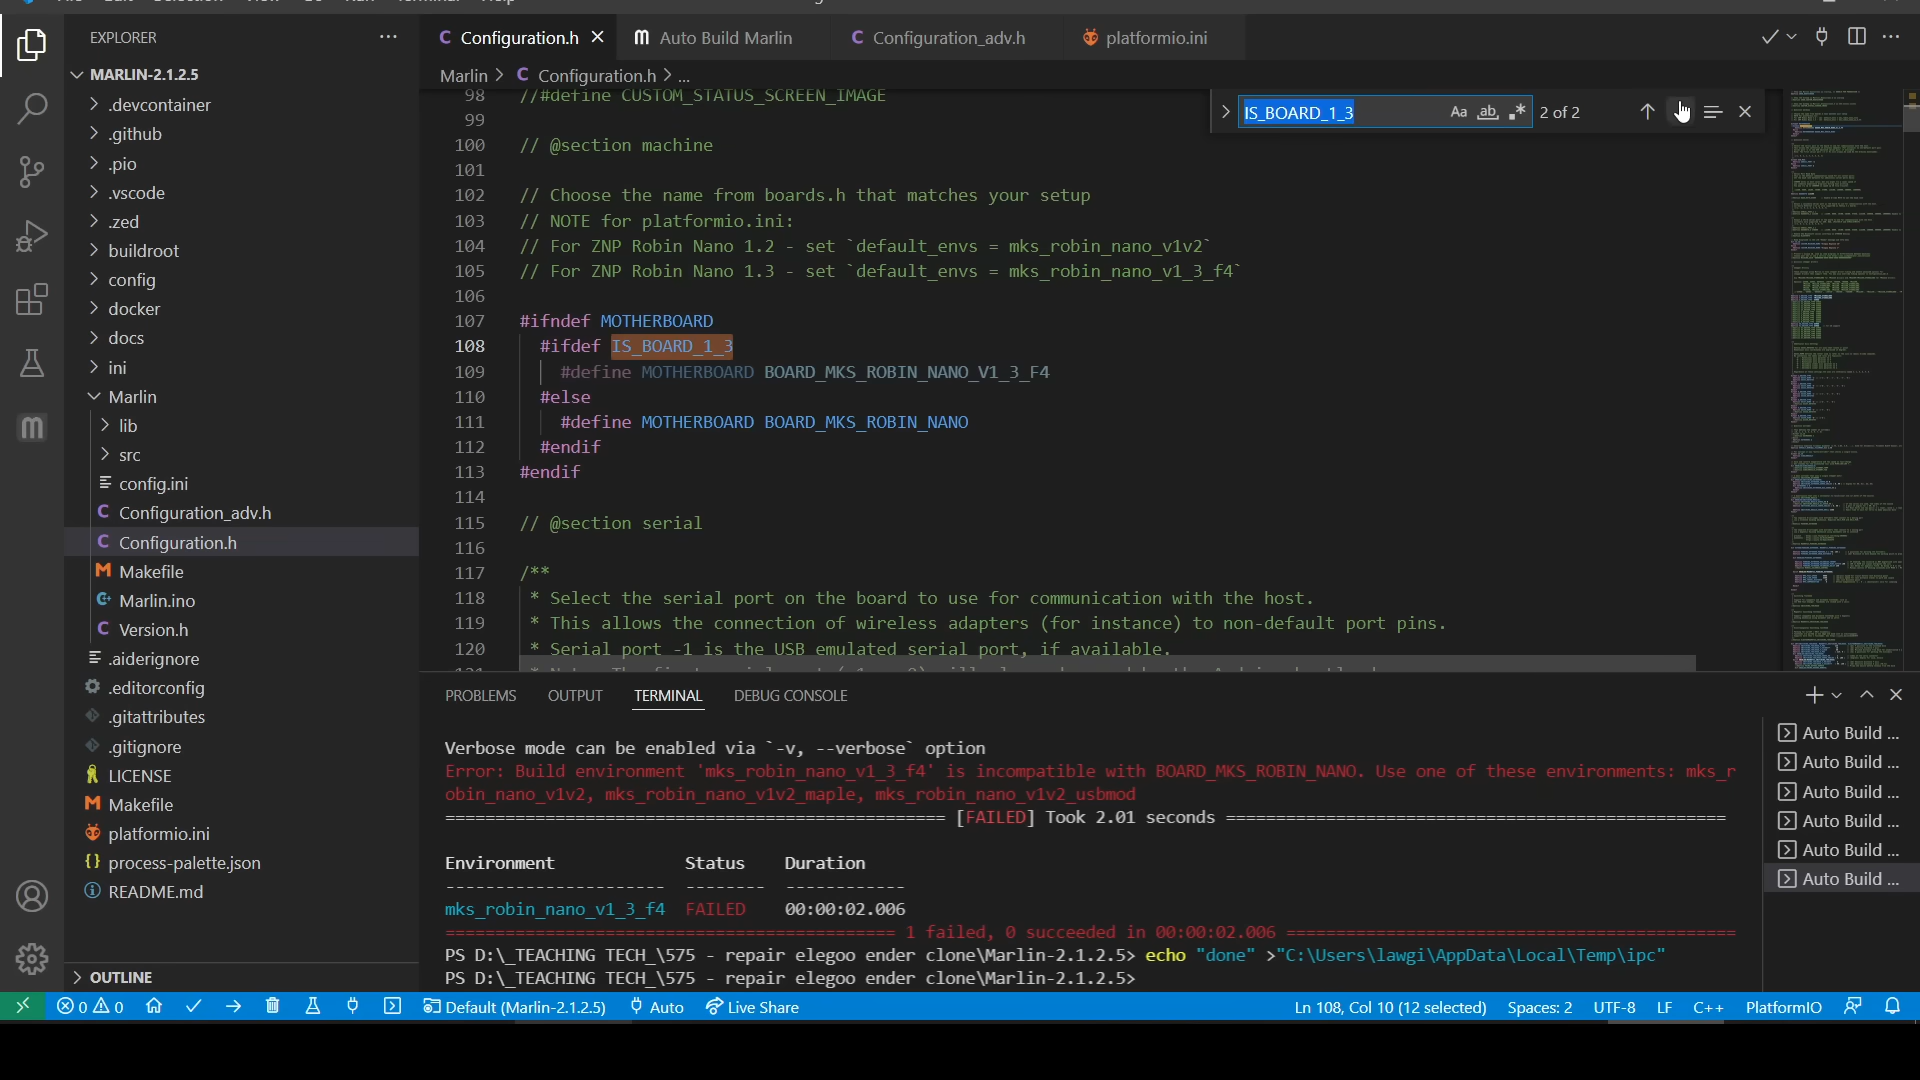 EXPLORER
MARLIN-2.1.2.5
.devcontainer
.github
.pio
.vscode
.zed
buildroot
config
docker
docs
ini
Marlin
lib
src
config.ini
Configuration_adv.h
Configuration.h
Makefile
Marlin.ino
Version.h
.aiderignore
.editorconfig
.gitattributes
.gitignore
LICENSE
Makefile
platformio.ini
process-palette.json
README.md
OUTLINE
Configuration.h
Auto Build Marlin
Configuration_adv.h
platformio.ini
Marlin > Configuration.h > ...
IS_BOARD_1_3 Aa ab .* 2 of 2
98 //#define CUSTOM_STATUS_SCREEN_IMAGE
99
100 // @section machine
101
102 // Choose the name from boards.h that matches your setup
103 // NOTE for platformio.ini:
104 // For ZNP Robin Nano 1.2 - set `default_envs = mks_robin_nano_v1v2`
105 // For ZNP Robin Nano 1.3 - set `default_envs = mks_robin_nano_v1_3_f4`
106
107 #ifndef MOTHERBOARD
108 #ifdef IS_BOARD_1_3
109 #define MOTHERBOARD BOARD_MKS_ROBIN_NANO_V1_3_F4
110 #else
111 #define MOTHERBOARD BOARD_MKS_ROBIN_NANO
112 #endif
113 #endif
114
115 // @section serial
116
117 /**
118 * Select the serial port on the board to use for communication with the host.
119 * This allows the connection of wireless adapters (for instance) to non-default port pins.
120 * Serial port -1 is the USB emulated serial port, if available.
PROBLEMS OUTPUT TERMINAL DEBUG CONSOLE
Verbose mode can be enabled via `-v, --verbose` option
Error: Build environment 'mks_robin_nano_v1_3_f4' is incompatible with BOARD_MKS_ROBIN_NANO. Use one of these environments: mks_r
obin_nano_v1v2, mks_robin_nano_v1v2_maple, mks_robin_nano_v1v2_usbmod
================================================== [FAILED] Took 2.01 seconds ==================================================
Environment Status Duration
---------------------- -------- ------------
mks_robin_nano_v1_3_f4 FAILED 00:00:02.006
============================================= 1 failed, 0 succeeded in 00:00:02.006 =============================================
PS D:\_TEACHING TECH_\575 - repair elegoo ender clone\Marlin-2.1.2.5> echo "done" >"C:\Users\lawgi\AppData\Local\Temp\ipc"
PS D:\_TEACHING TECH_\575 - repair elegoo ender clone\Marlin-2.1.2.5>
Auto Build ...
Auto Build ...
Auto Build ...
Auto Build ...
Auto Build ...
Auto Build ...
0 0 Default (Marlin-2.1.2.5) Auto Live Share Ln 108, Col 10 (12 selected) Spaces: 2 UTF-8 LF C++ PlatformIO